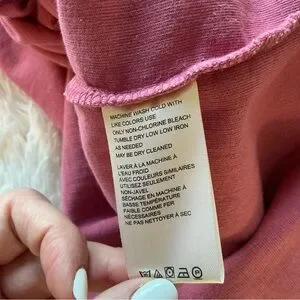 MACHINE WASH COLD WITH
LIKE COLORS USE
ONLY NON-CHLORINE BLEACH
TUMBLE DRY LOW LOW IRON
AS NEEDED
MAY BE DRY CLEANED
LAVER À LA MACHINE À
L'EAU FROID
AVEC COULEURS SIMILAIRES
UTILISEZ SEULEMENT
NON-JAVEL
SÉCHAGE EN MACHINE À
BASSE TEMPÉRATURE
FAIBLE COMME FER
NÉCESSAIRES
NE PAS NETTOYER À SEC